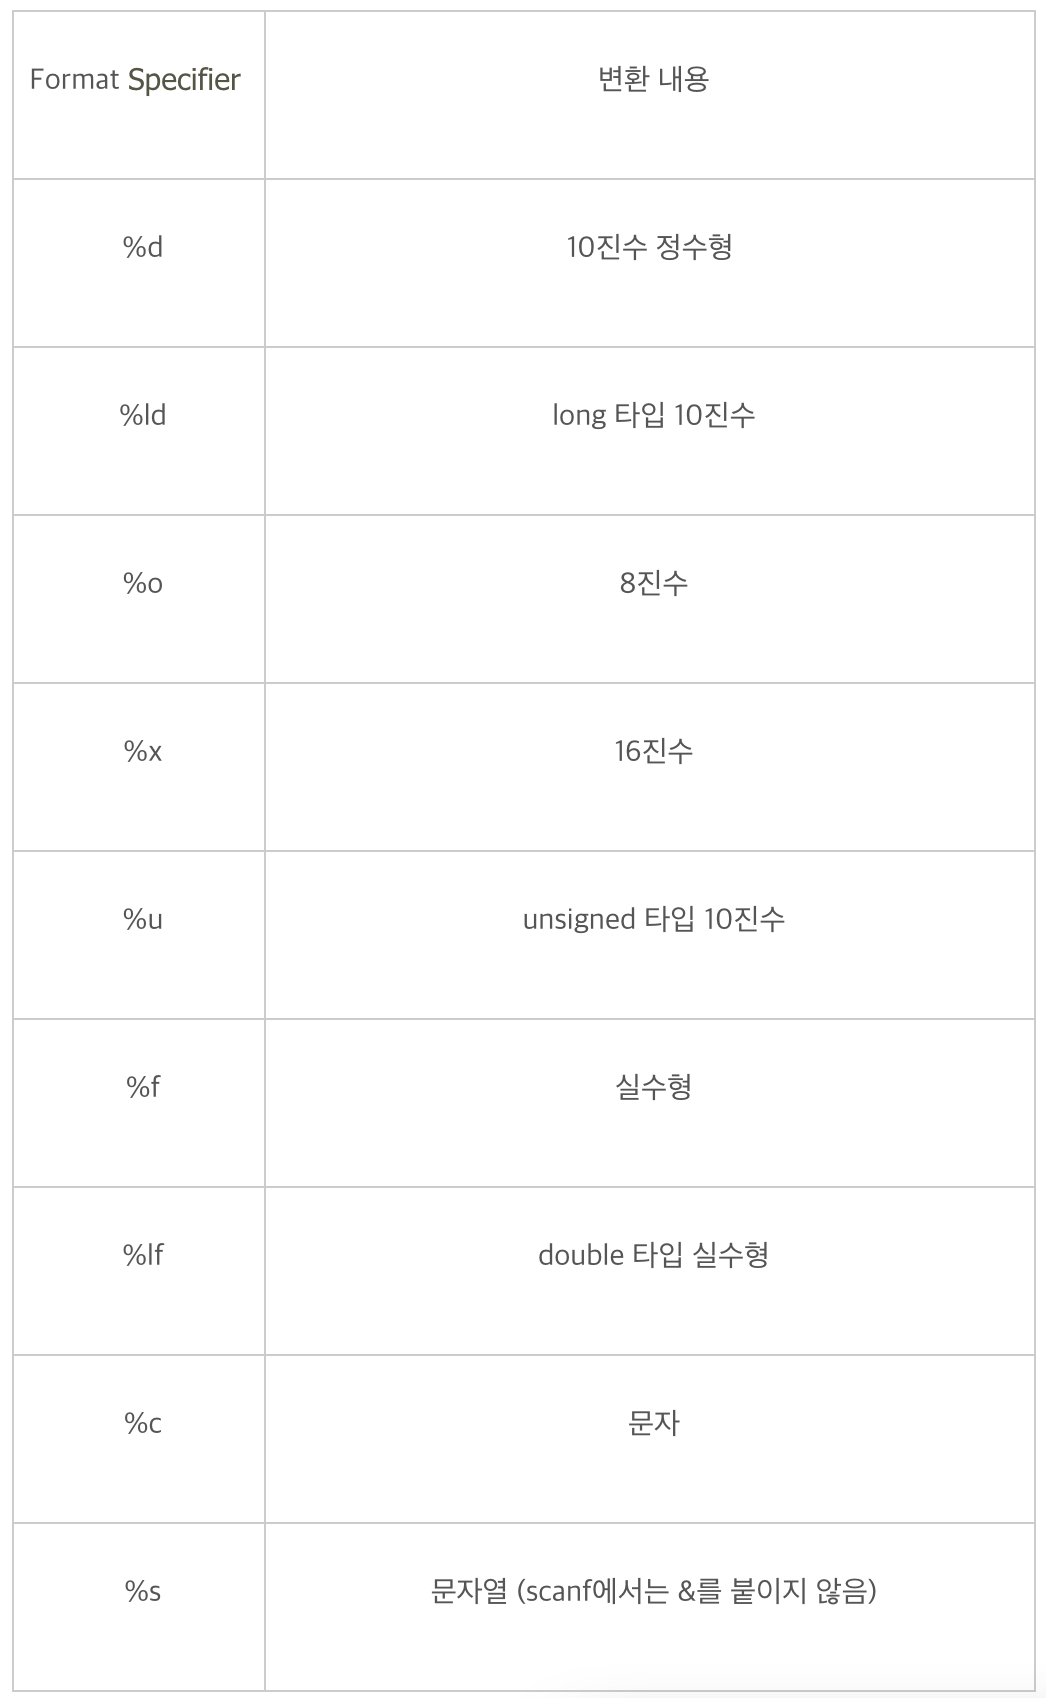 Format Specifier 변환 내용
%d 10진수 정수형
%ld long 타입 10진수
%o 8진수
%x 16진수
%u unsigned 타입 10진수
%f 실수형
%lf double 타입 실수형
%c 문자
%s 문자열 (scanf에서는 &를 붙이지 않음)